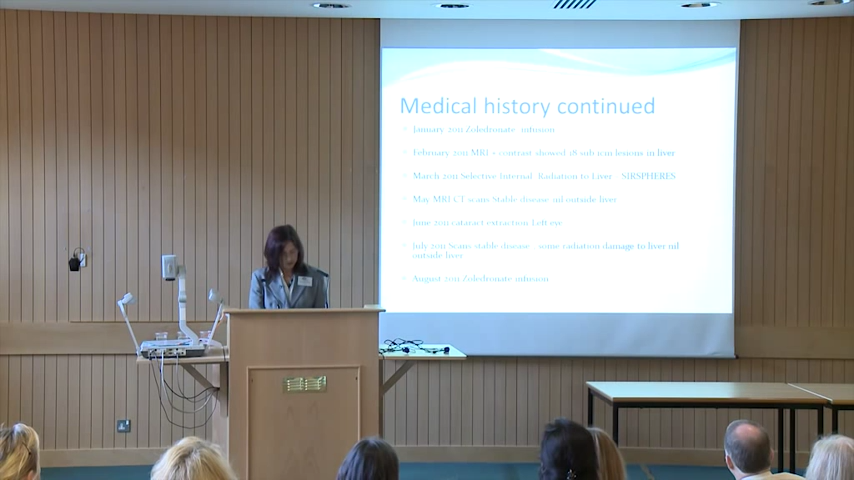 Medical history continued
January 2011 Zoledronate infusion
February 2011 MRI + contrast showed 18 sub 1cm lesions in liver
March 2011 Selective Internal Radiation to Liver SIRSPHERES
May MRI CT scans Stable disease nil outside liver
June 2011 cataract extraction Left eye
July 2011 Scans stable disease some radiation damage to liver nil
outside liver
August 2011 Zoledronate infusion